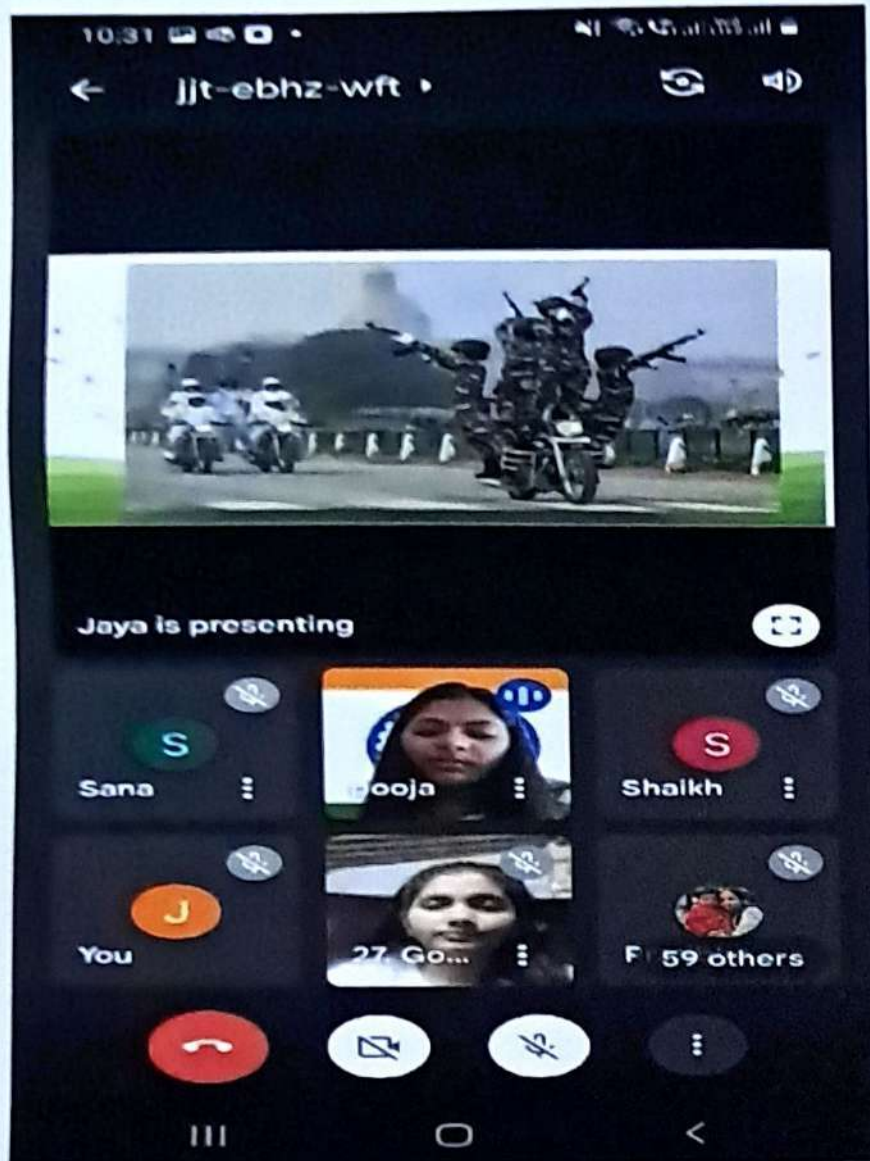 10:31
jjt-ebhz-wft
Jaya is presenting
S
Sana
ooja
S
Shaikh
J
You
27. Go...
59 others